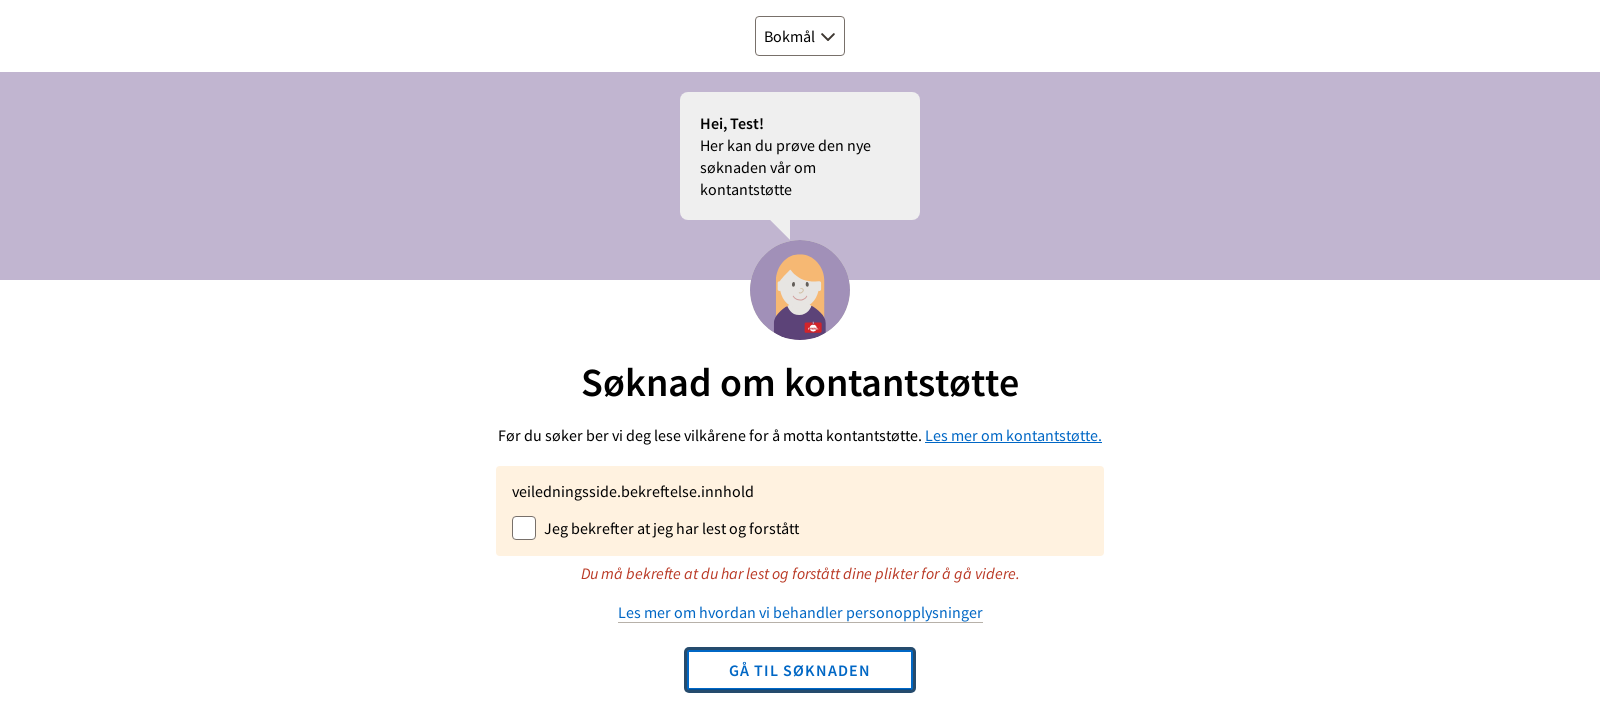 Bokmål
Hei, Test!
Her kan du prøve den nye
søknaden vår om
kontantstøtte
Søknad om kontantstøtte
Før du søker ber vi deg lese vilkårene for å motta kontantstøtte. Les mer om kontantstøtte.
veiledningsside.bekreftelse.innhold
Jeg bekrefter at jeg har lest og forstått
Du må bekrefte at du har lest og forstått dine plikter for å gå videre.
Les mer om hvordan vi behandler personopplysninger
GÅ TIL SØKNADEN